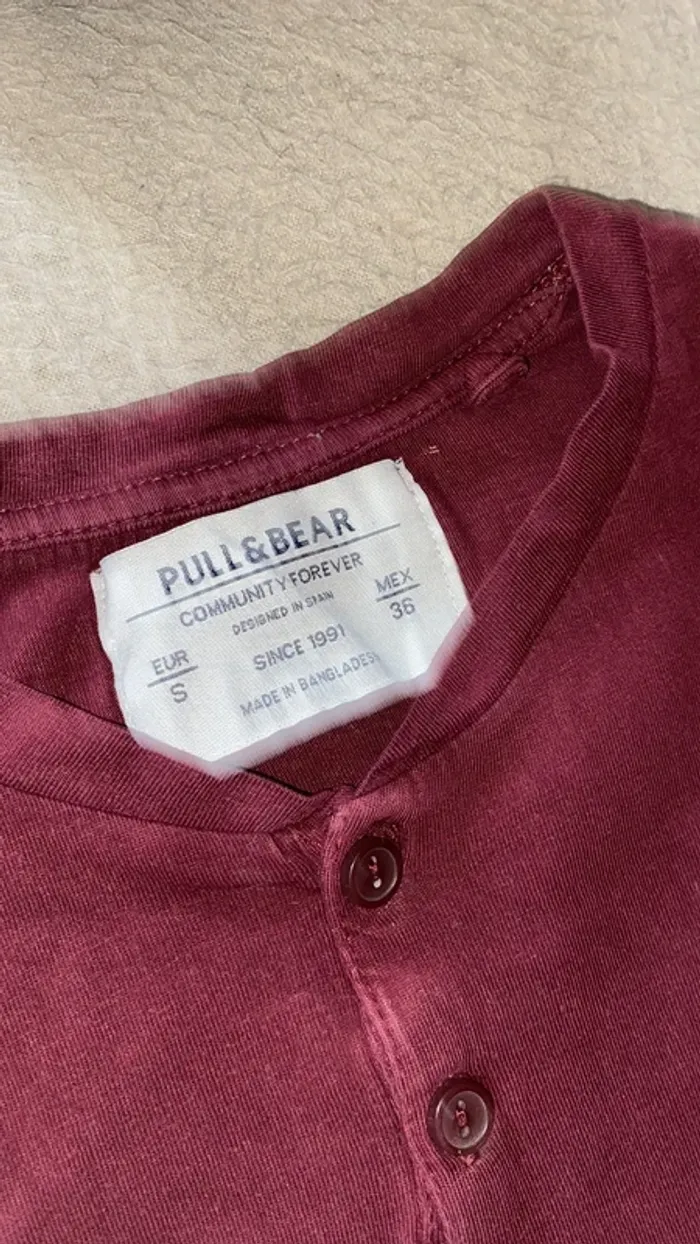 PULL&BEAR
COMMUNITY FOREVER
DESIGNED IN SPAIN
MEX
36
EUR
S
SINCE 1991
MADE IN BANGLADESH